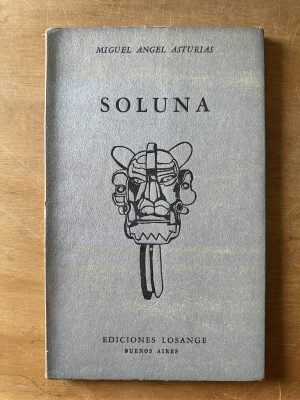 MIGUEL ANGEL ASTURIAS
SOLUNA
EDICIONES LOSANGE
BUENOS AIRES